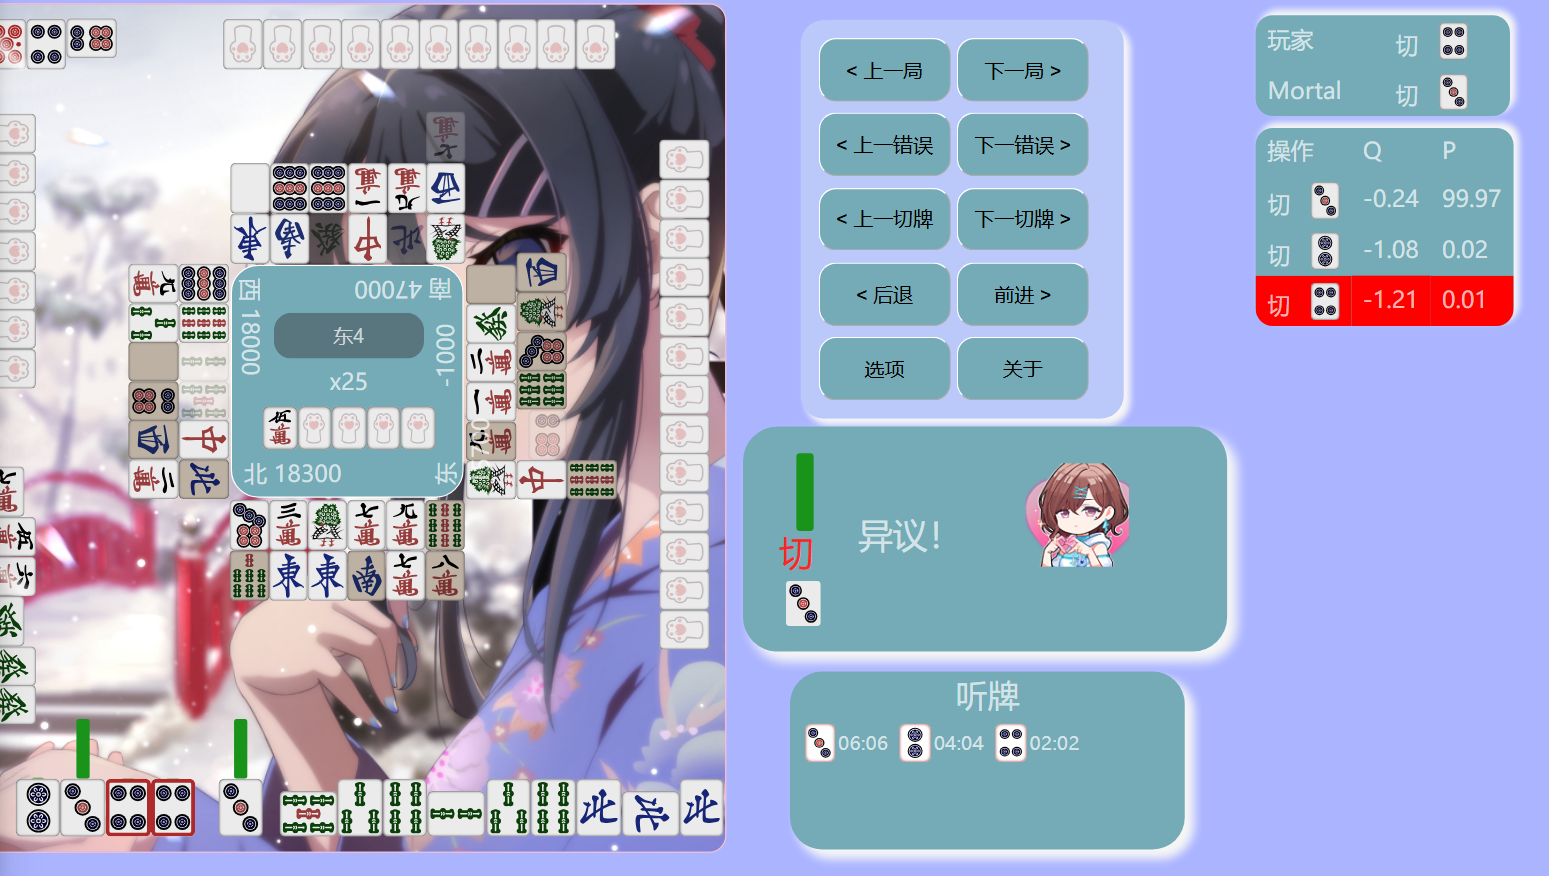 < 上一局
下一局 >
< 上一错误
下一错误 >
< 上一切牌
下一切牌 >
< 后退
前进 >
选项
关于
玩家 切
Mortal 切
操作 Q P
切 -0.24 99.97
切 -1.08 0.02
切 -1.21 0.01
南 47000
西 18000
东4
x25
-1000
北 18300
东
切
异议！
听牌
06:06 04:04 02:02